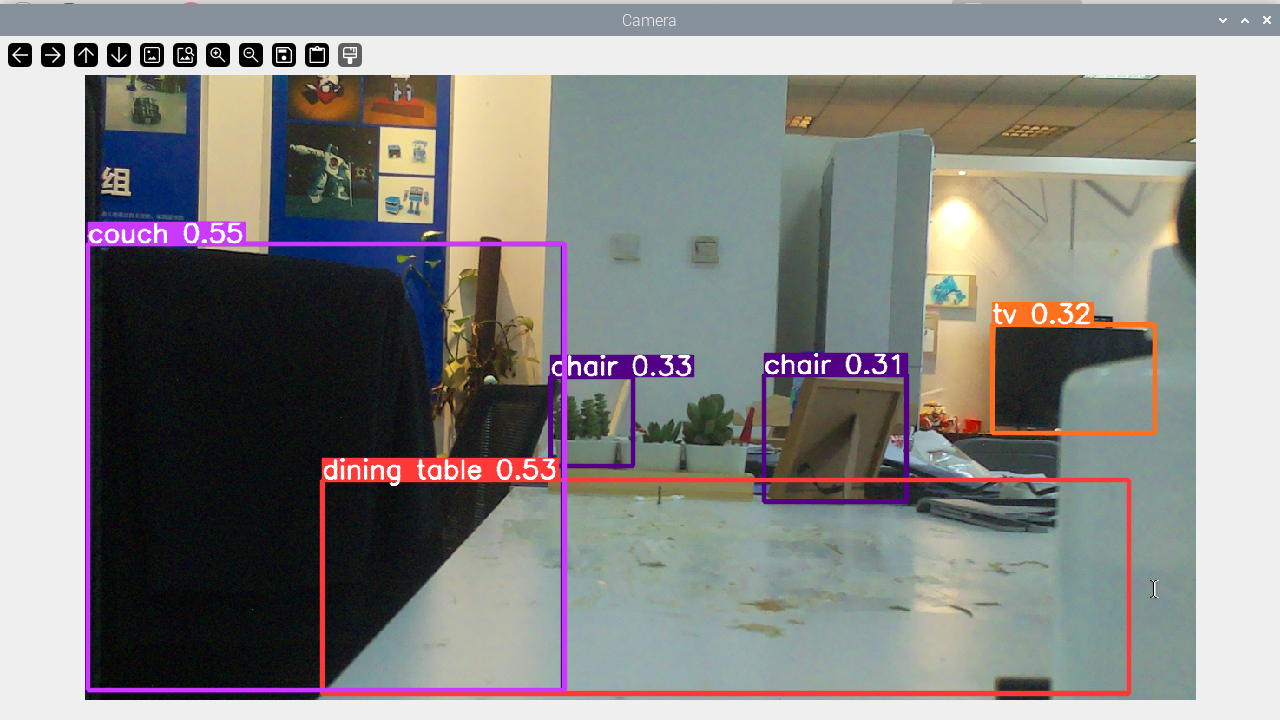 Camera
组
couch 0.55
tv 0.32
chair 0.33
chair 0.31
dining table 0.53